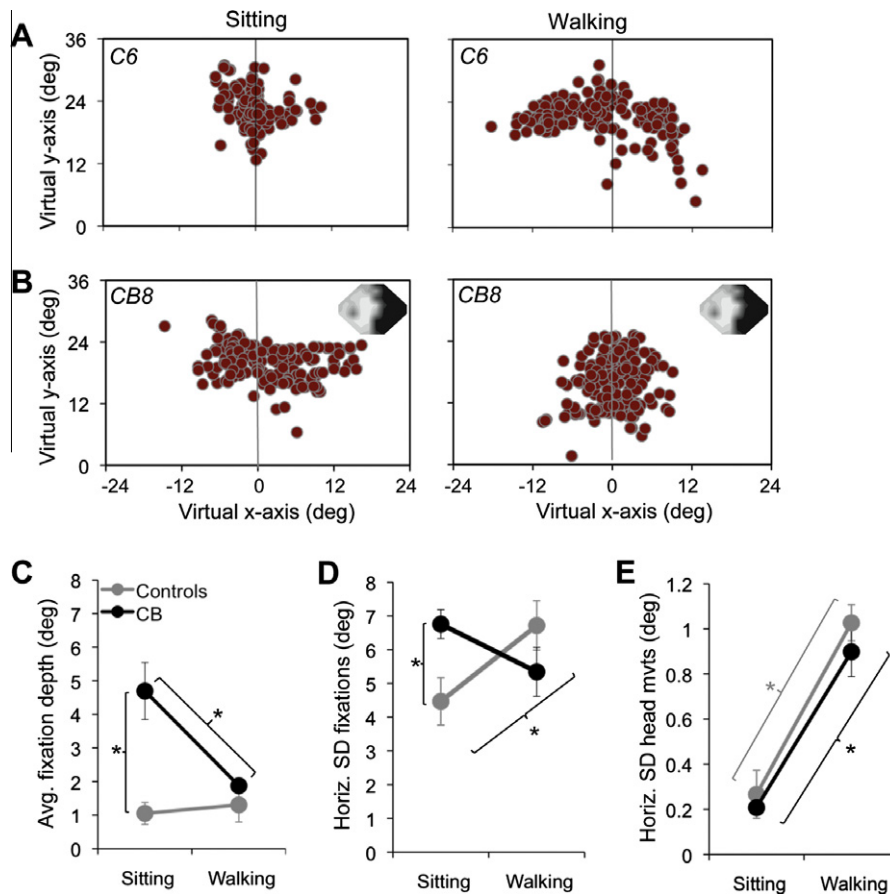 Sitting Walking
A
36
24
12
0
Virtual y-axis (deg)
C6
B
36
24
12
0
Virtual y-axis (deg)
CB8
CB8
-24 -12 0 12 24
-24 -12 0 12 24
Virtual x-axis (deg)
Virtual x-axis (deg)
C
Avg. fixation depth (deg)
8
7
6
5
4
3
2
1
0
Controls
CB
*
*
Sitting Walking
D
Horiz. SD fixations (deg)
8
7
6
5
4
3
2
1
0
*
*
Sitting Walking
E
Horiz. SD head mvts (deg)
1.2
1
0.8
0.6
0.4
0.2
0
*
*
Sitting Walking